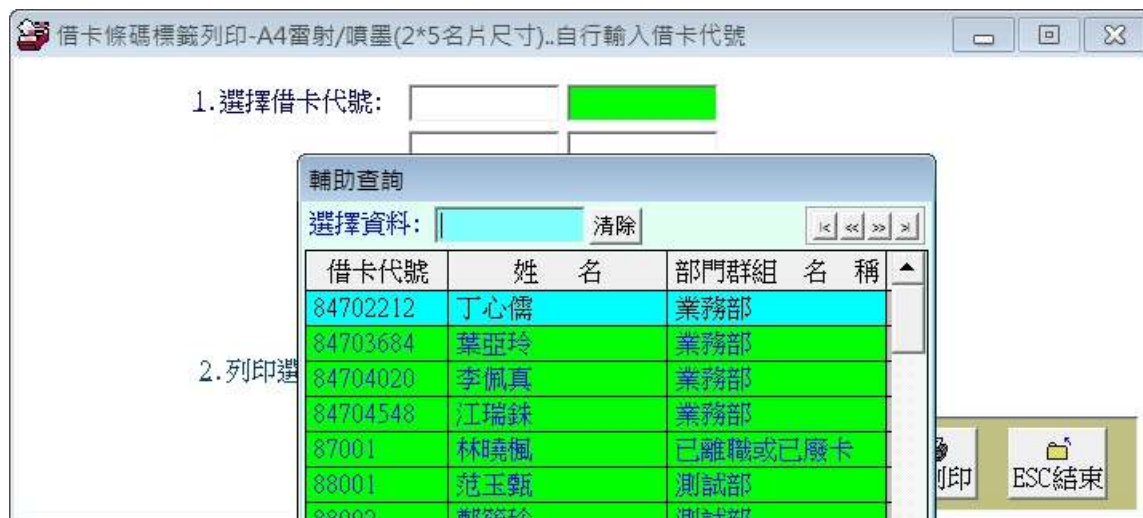 借卡條碼標籤列印-A4雷射/噴墨(2*5名片尺寸)..自行輸入借卡代號
1.選擇借卡代號:
輔助查詢
選擇資料: 清除
借卡代號 姓 名 部門群組 名 稱
84702212 丁心儒 業務部
84703684 葉亞玲 業務部
84704020 李佩真 業務部
84704548 江瑞銖 業務部
87001 林曉楓 已離職或已廢卡
88001 范玉甄 測試部
2.列印選
列印 ESC結束